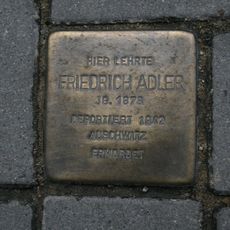 HIER LEHRTE
FRIEDRICH ADLER
JG. 1878
DEPORTIERT 1942
AUSCHWITZ
ERMORDET